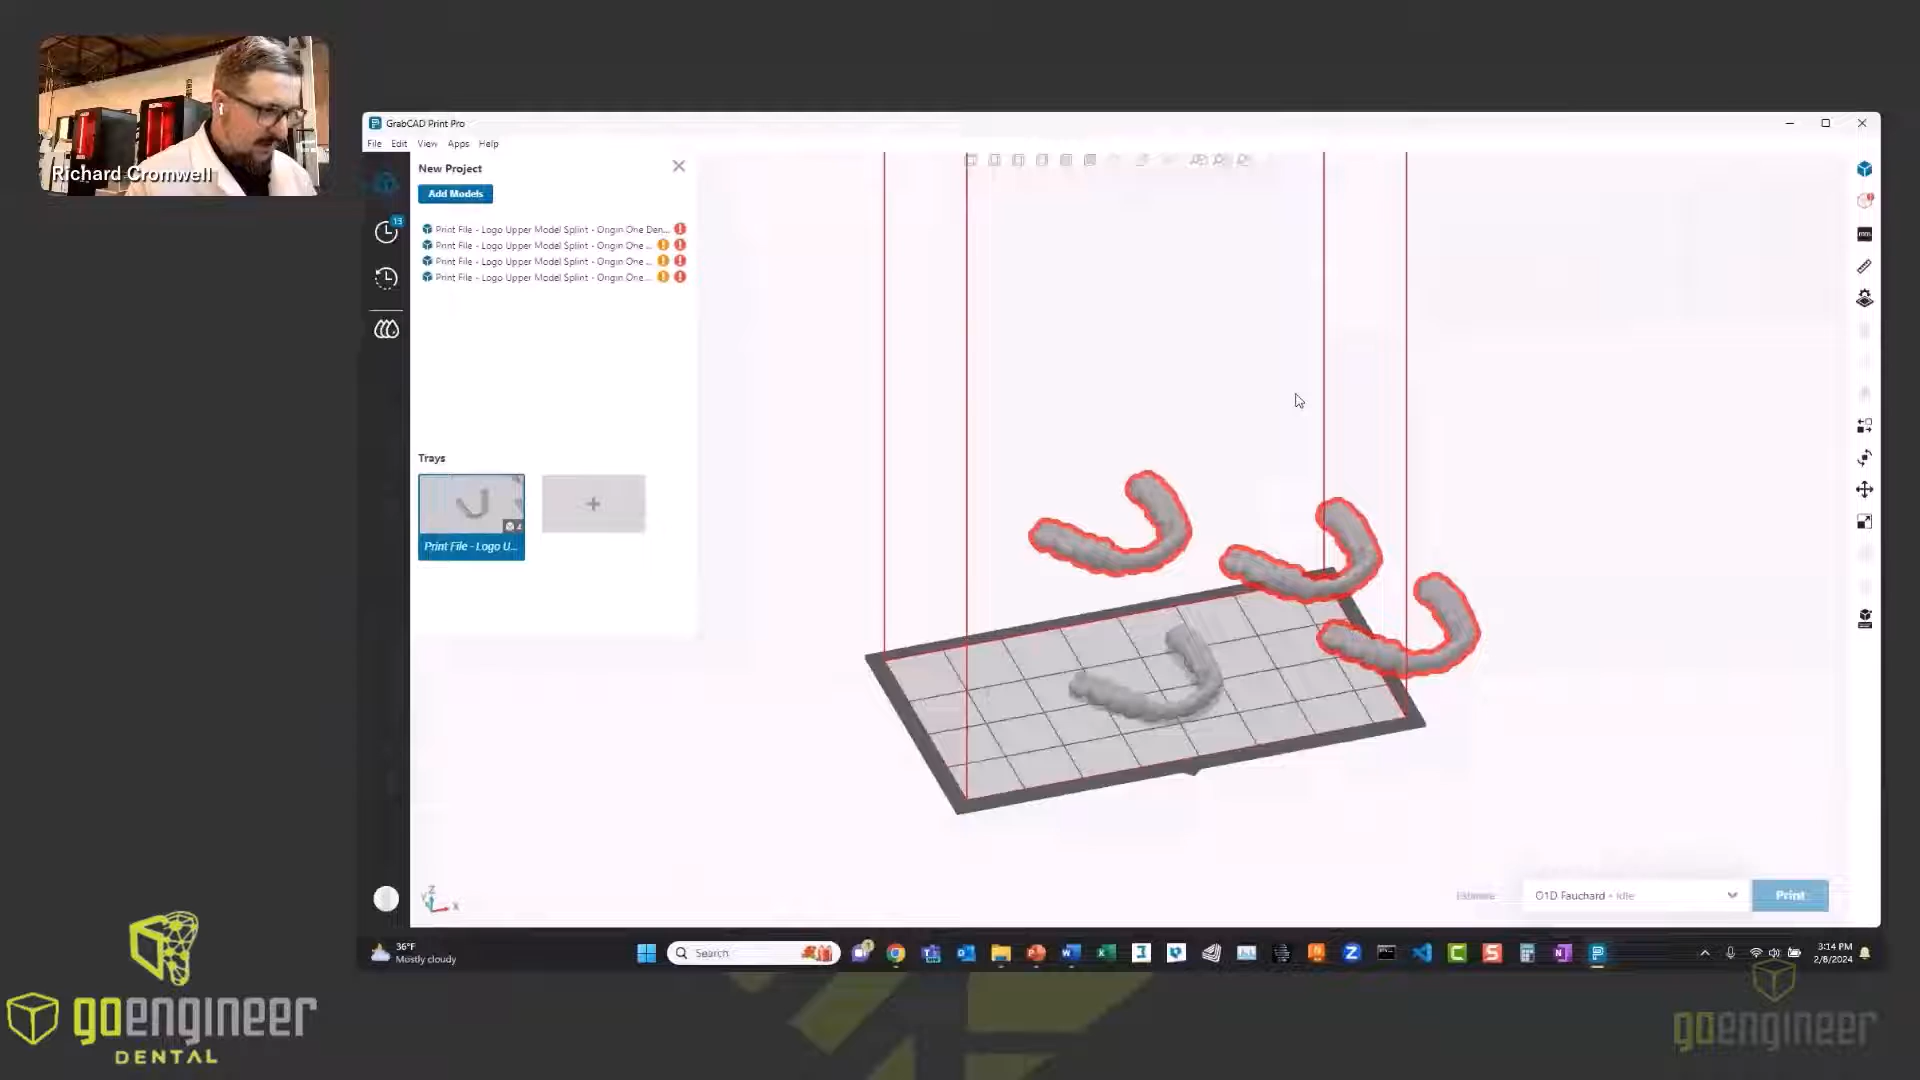 Richard Cromwell
GrabCAD Print Pro
File Edit View Apps Help
New Project
Add Models
13
Print File - Logo Upper Model Splint - Origin One Den...
Print File - Logo Upper Model Splint - Origin One ...
Print File - Logo Upper Model Splint - Origin One ...
Print File - Logo Upper Model Splint - Origin One ...
Trays
4
Print File - Logo U...
+
Z
Y
X
Estimate
O1D Fauchard - Idle
Print
36°F
Mostly cloudy
Search
3:14 PM
2/8/2024
goengineer
DENTAL
goengineer